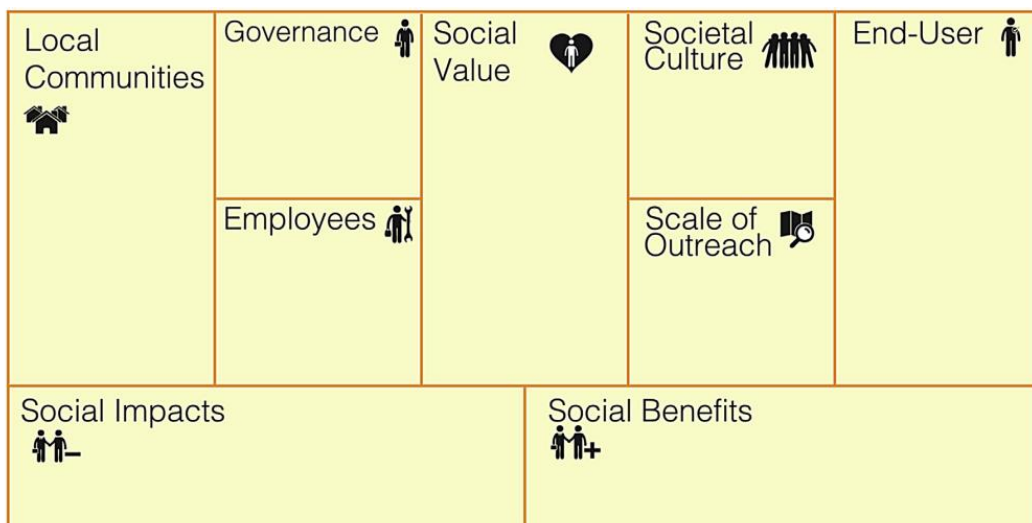 Local
Communities
Governance
Employees
Social
Value
Societal
Culture
Scale of
Outreach
End-User
Social Impacts
Social Benefits